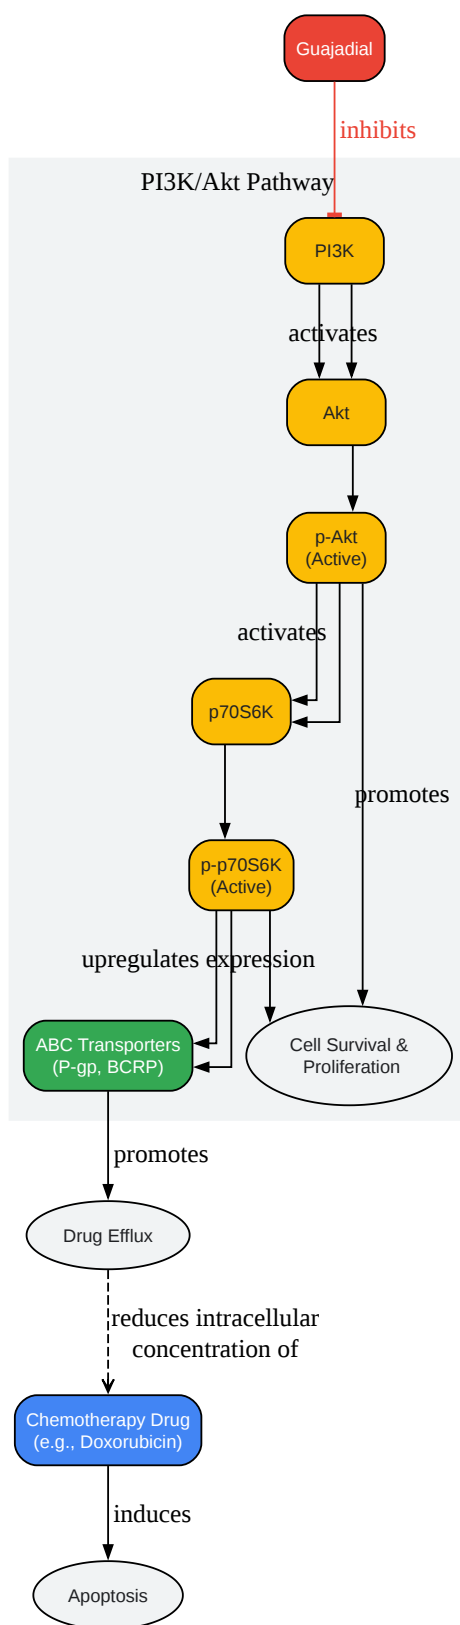 Guajadial
inhibits
PI3K/Akt Pathway
PI3K
activates
Akt
p-Akt
(Active)
activates
p70S6K
promotes
p-p70S6K
(Active)
upregulates expression
ABC Transporters
(P-gp, BCRP)
Cell Survival &
Proliferation
promotes
Drug Efflux
reduces intracellular
concentration of
Chemotherapy Drug
(e.g., Doxorubicin)
induces
Apoptosis